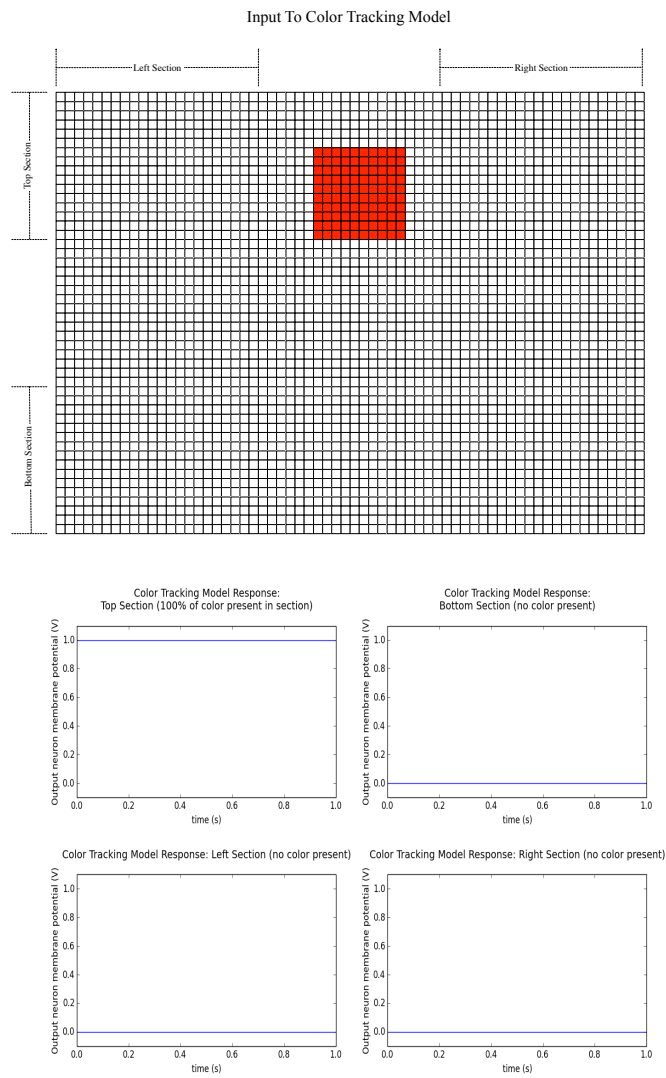 Input To Color Tracking Model
Left Section
Right Section
Top Section
Bottom Section
Color Tracking Model Response:
Top Section (100% of color present in section)
Output neuron membrane potential (V)
1.0
0.8
0.6
0.4
0.2
0.0
0.0 0.2 0.4 0.6 0.8 1.0
time (s)
Color Tracking Model Response:
Bottom Section (no color present)
Output neuron membrane potential (V)
1.0
0.8
0.6
0.4
0.2
0.0
0.0 0.2 0.4 0.6 0.8 1.0
time (s)
Color Tracking Model Response: Left Section (no color present)
Output neuron membrane potential (V)
1.0
0.8
0.6
0.4
0.2
0.0
0.0 0.2 0.4 0.6 0.8 1.0
time (s)
Color Tracking Model Response: Right Section (no color present)
Output neuron membrane potential (V)
1.0
0.8
0.6
0.4
0.2
0.0
0.0 0.2 0.4 0.6 0.8 1.0
time (s)